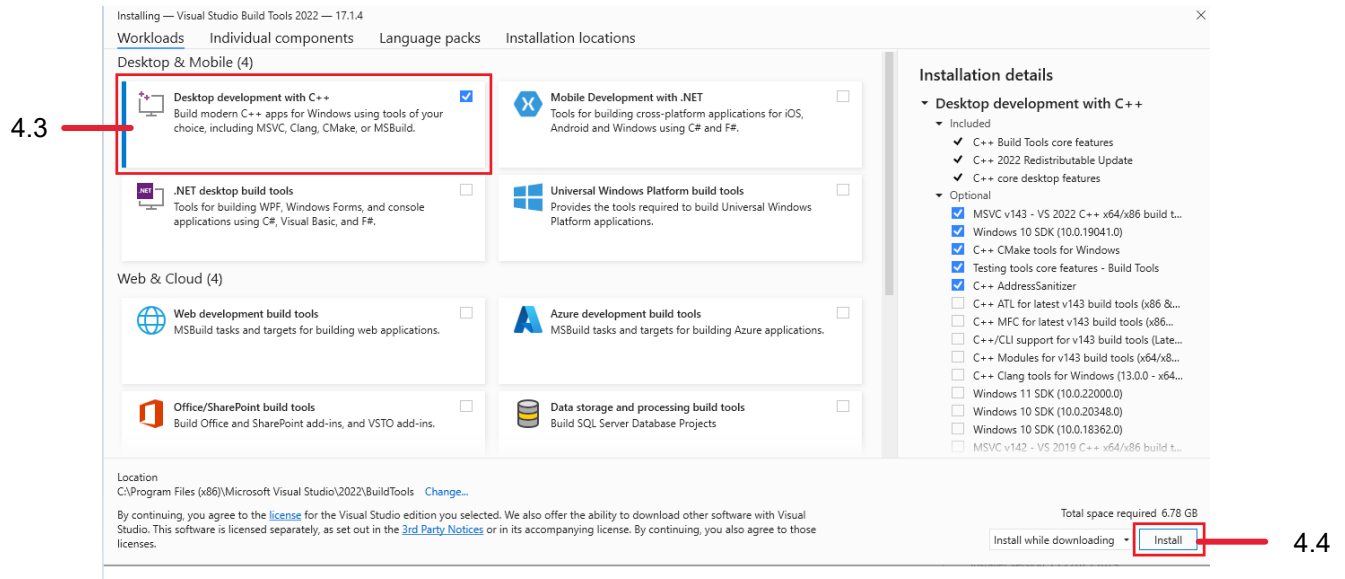 Installing — Visual Studio Build Tools 2022 — 17.1.4
Workloads Individual components Language packs Installation locations
Desktop & Mobile (4)
4.3
Desktop development with C++
Build modern C++ apps for Windows using tools of your
choice, including MSVC, Clang, CMake, or MSBuild.
Mobile Development with .NET
Tools for building cross-platform applications for iOS,
Android and Windows using C# and F#.
.NET
.NET desktop build tools
Tools for building WPF, Windows Forms, and console
applications using C#, Visual Basic, and F#.
Universal Windows Platform build tools
Provides the tools required to build Universal Windows
Platform applications.
Web & Cloud (4)
Web development build tools
MSBuild tasks and targets for building web applications.
Azure development build tools
MSBuild tasks and targets for building Azure applications.
Office/SharePoint build tools
Build Office and SharePoint add-ins, and VSTO add-ins.
Data storage and processing build tools
Build SQL Server Database Projects
Installation details
Desktop development with C++
Included
C++ Build Tools core features
C++ 2022 Redistributable Update
C++ core desktop features
Optional
MSVC v143 - VS 2022 C++ x64/x86 build t...
Windows 10 SDK (10.0.19041.0)
C++ CMake tools for Windows
Testing tools core features - Build Tools
C++ AddressSanitizer
C++ ATL for latest v143 build tools (x86 &...
C++ MFC for latest v143 build tools (x86...
C++/CLI support for v143 build tools (Late...
C++ Modules for v143 build tools (x64/x8...
C++ Clang tools for Windows (13.0.0 - x64...
Windows 11 SDK (10.0.22000.0)
Windows 10 SDK (10.0.20348.0)
Windows 10 SDK (10.0.18362.0)
MSVC v142 - VS 2019 C++ x64/x86 build t...
Location
C:\Program Files (x86)\Microsoft Visual Studio\2022\BuildTools Change...
By continuing, you agree to the license for the Visual Studio edition you selected. We also offer the ability to download other software with Visual
Studio. This software is licensed separately, as set out in the 3rd Party Notices or in its accompanying license. By continuing, you also agree to those
licenses.
Total space required 6.78 GB
Install while downloading Install
4.4